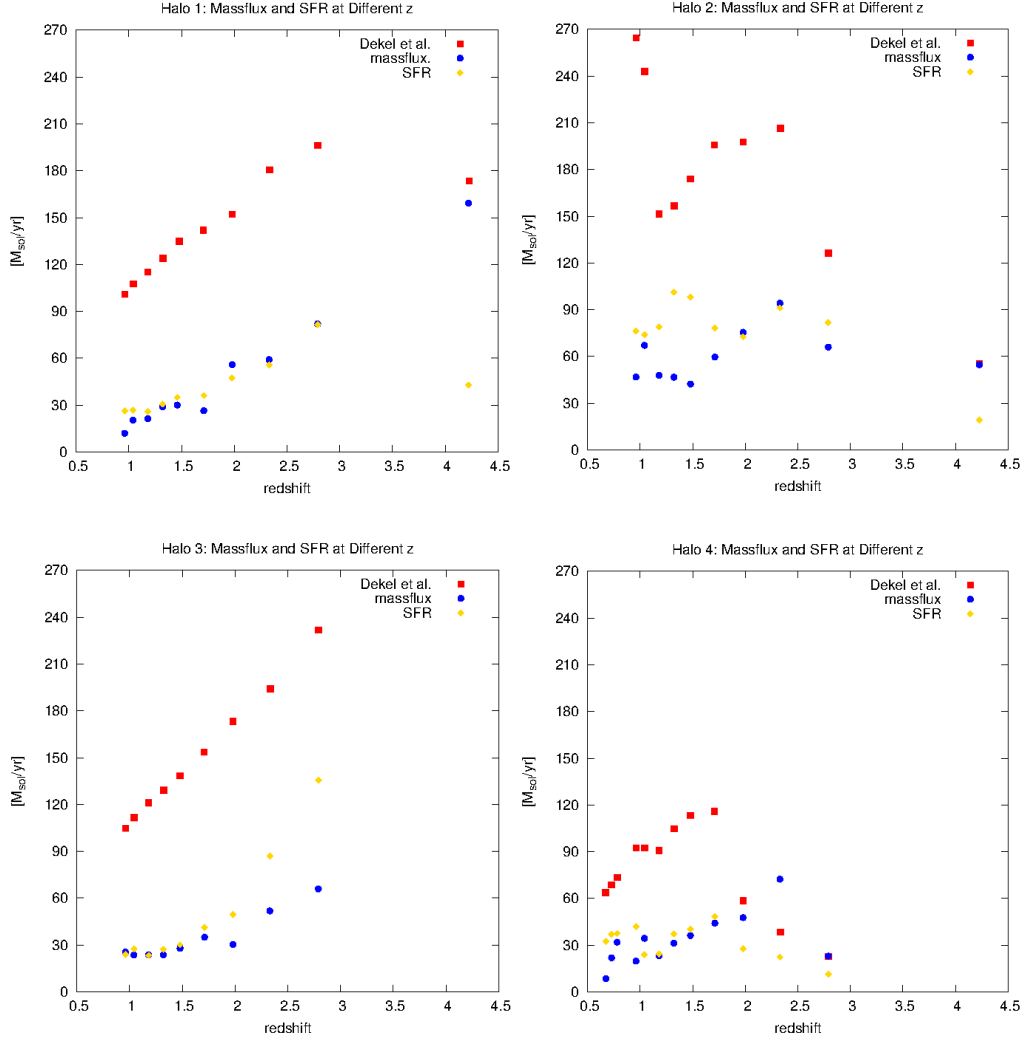 Halo 1: Massflux and SFR at Different z
270
240
210
180
150
120
90
60
30
0
[M_sol/yr]
Dekel et al.
massflux.
SFR
0.5 1 1.5 2 2.5 3 3.5 4 4.5
redshift
Halo 2: Massflux and SFR at Different z
270
240
210
180
150
120
90
60
30
0
[M_sol/yr]
Dekel et al.
massflux
SFR
0.5 1 1.5 2 2.5 3 3.5 4 4.5
redshift
Halo 3: Massflux and SFR at Different z
270
240
210
180
150
120
90
60
30
0
[M_sol/yr]
Dekel et al.
massflux
SFR
0.5 1 1.5 2 2.5 3 3.5 4 4.5
redshift
Halo 4: Massflux and SFR at Different z
270
240
210
180
150
120
90
60
30
0
[M_sol/yr]
Dekel et al.
massflux
SFR
0.5 1 1.5 2 2.5 3 3.5 4 4.5
redshift